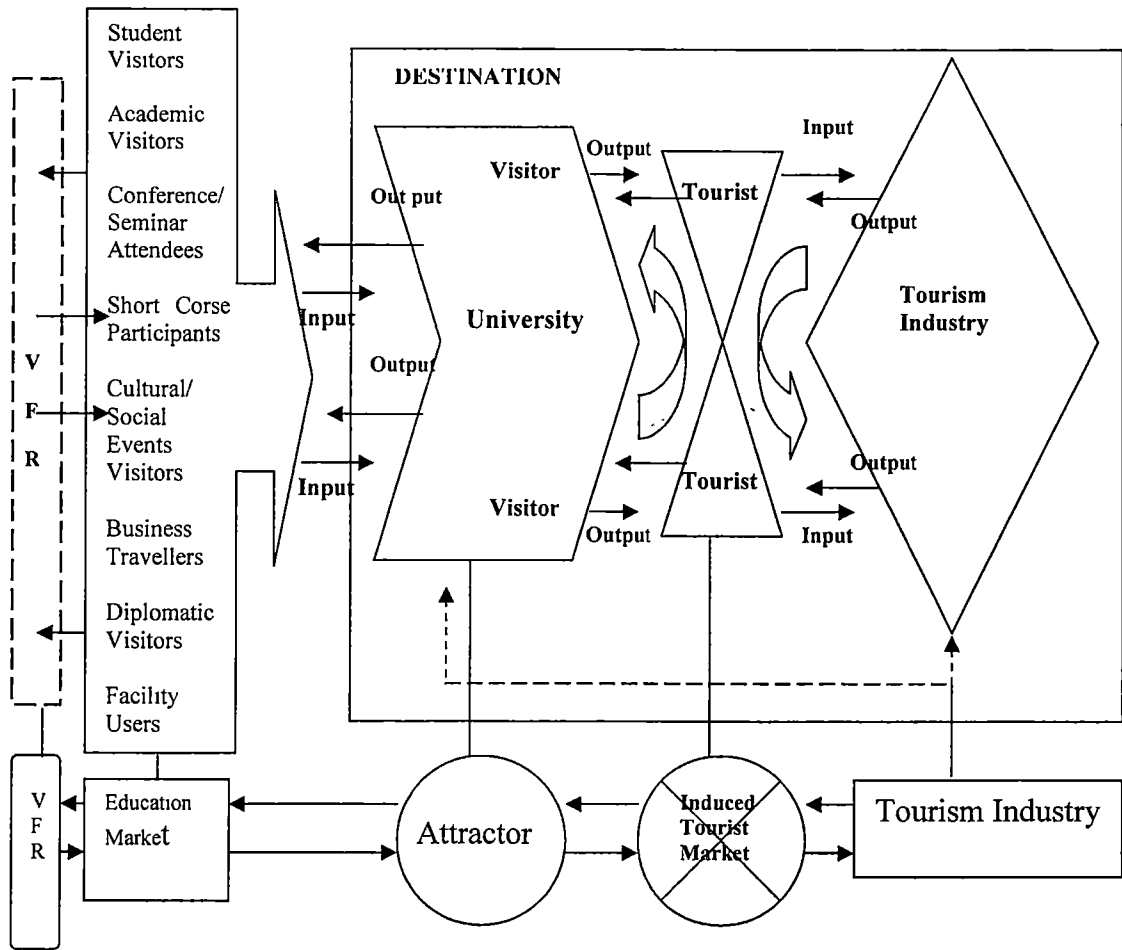 Student
Visitors
Academic
Visitors
Conference/
Seminar
Attendees
Short Corse
Participants
Cultural/
Social
Events
Visitors
Business
Travellers
Diplomatic
Visitors
Facility
Users
V
F
R
DESTINATION
Visitor
Output
Tourist
Input
Out put
Output
Input
University
Tourism
Industry
Output
Input
Visitor
Output
Tourist
Output
Input
V
F
R
Education
Market
Attractor
Induced
Tourist
Market
Tourism Industry